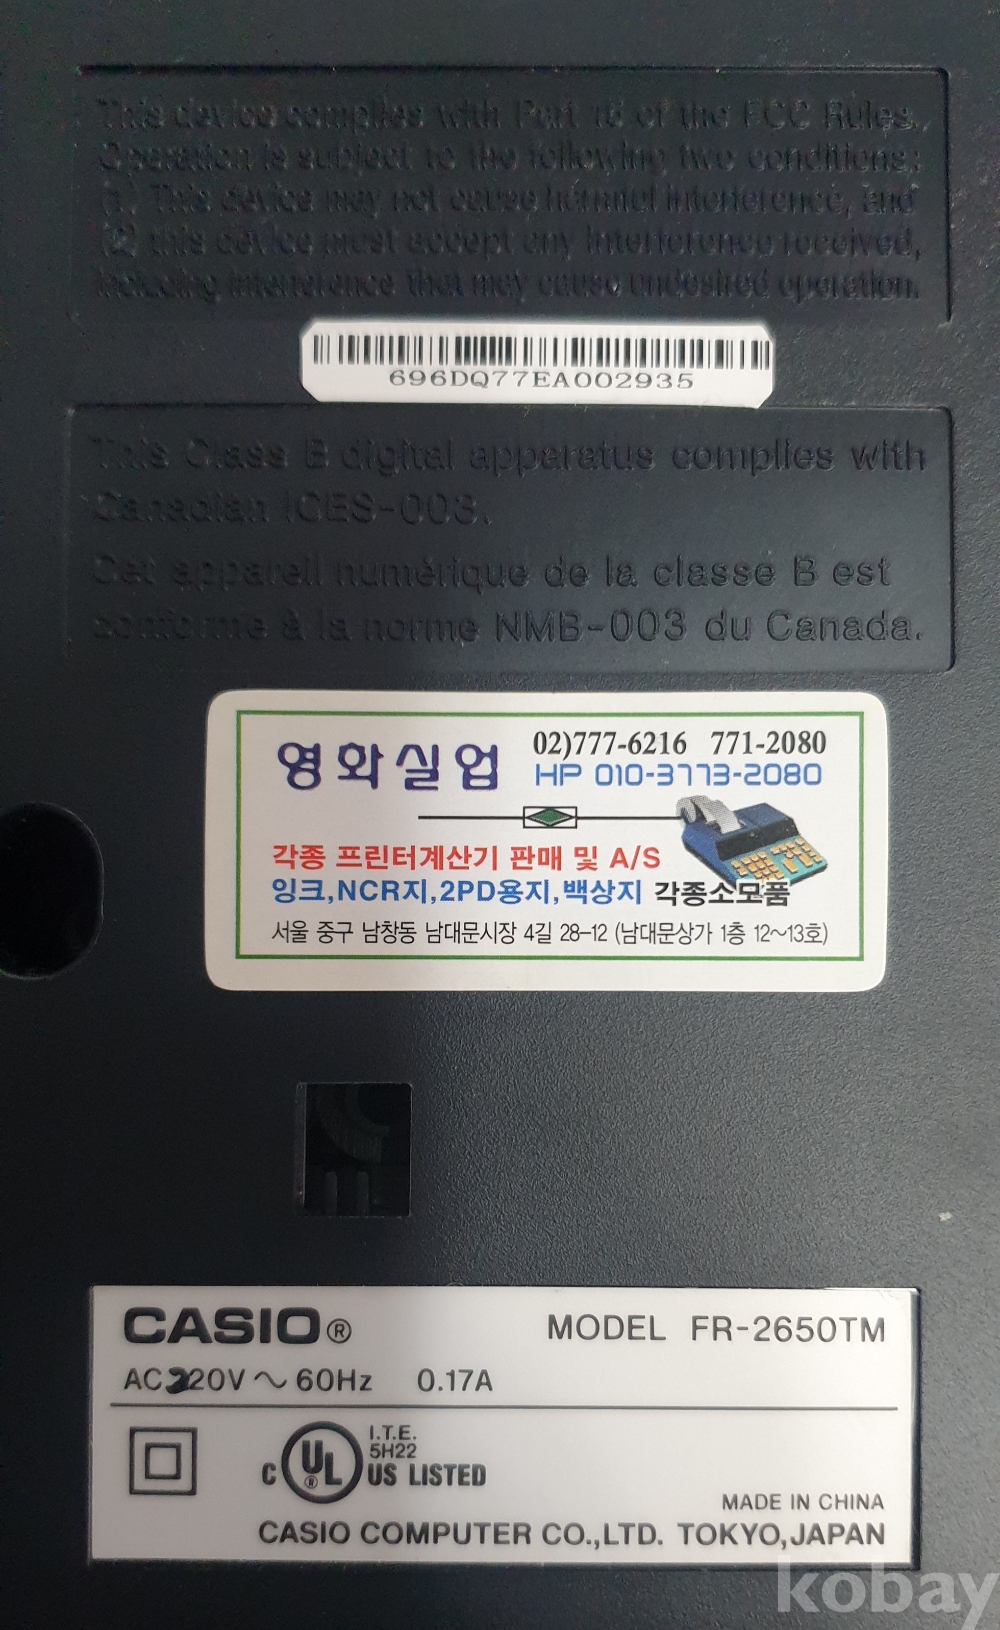 This device complies with Part 15 of the FCC Rules.
Operation is subject to the following two conditions:
(1) This device may not cause harmful interference, and
(2) this device must accept any interference received,
including interference that may cause undesired operation.
696DQ77EA002935
This Class B digital apparatus complies with
Canadian ICES-003.
Cet appareil numérique de la classe B est
conforme à la norme NMB-003 du Canada.
영화실업
02)777-6216 771-2080
HP 010-3773-2080
각종 프린터계산기 판매 및 A/S
잉크,NCR지,2PD용지,백상지 각종소모품
서울 중구 남창동 남대문시장 4길 28-12 (남대문상가 1층 12~13호)
CASIO® MODEL FR-2650TM
AC220V ~ 60Hz 0.17A
I.T.E.
5H22
C UL® US LISTED
MADE IN CHINA
CASIO COMPUTER CO.,LTD. TOKYO,JAPAN
kobay